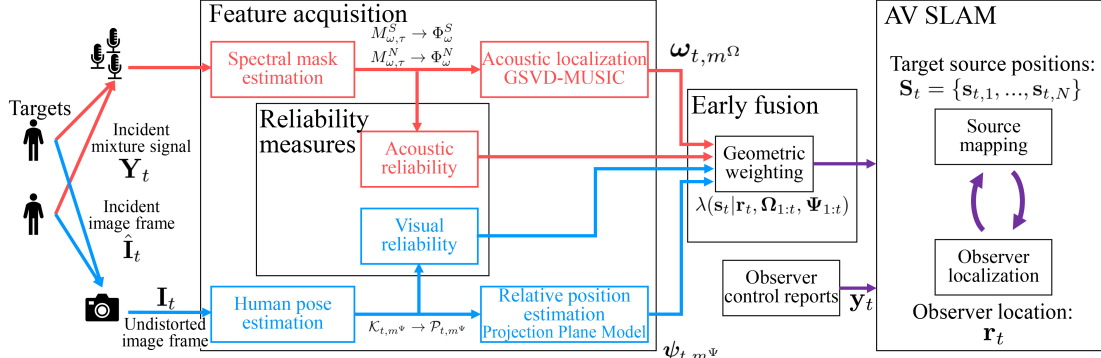 Feature acquisition
AV SLAM
M^S_{ω,τ} → Φ^S_ω
M^N_{ω,τ} → Φ^N_ω
ω_{t,m^Ω}
Spectral mask
estimation
Acoustic localization
GSVD-MUSIC
Target source positions:
S_t = {s_{t,1}, ..., s_{t,N}}
Targets
Incident
mixture signal
Y_t
Reliability
measures
Early fusion
Source
mapping
Acoustic
reliability
Geometric
weighting
λ(s_t|r_t, Ω_{1:t}, Ψ_{1:t})
Incident
image frame
Î_t
Visual
reliability
Observer
localization
Observer
control reports
y_t
I_t
Undistorted
image frame
Human pose
estimation
K_{t,m^Ψ} → P_{t,m^Ψ}
Relative position
estimation
Projection Plane Model
Observer location:
r_t
ψ_{t,m^Ψ}